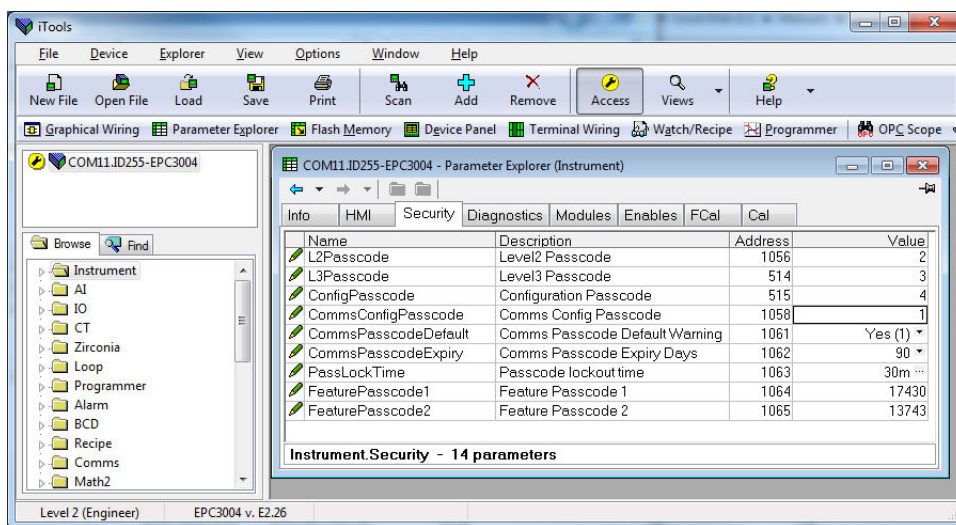 iTools
File Device Explorer View Options Window Help
New File Open File Load Save Print Scan Add Remove Access Views Help
Graphical Wiring Parameter Explorer Flash Memory Device Panel Terminal Wiring Watch/Recipe Programmer OPC Scope
COM11.ID255-EPC3004
COM11.ID255-EPC3004 - Parameter Explorer (Instrument)
Info HMI Security Diagnostics Modules Enables FCal Cal
Name Description Address Value
L2Passcode Level2 Passcode 1056 2
L3Passcode Level3 Passcode 514 3
ConfigPasscode Configuration Passcode 515 4
CommsConfigPasscode Comms Config Passcode 1058 1
CommsPasscodeDefault Comms Passcode Default Warning 1061 Yes (1)
CommsPasscodeExpiry Comms Passcode Expiry Days 1062 90
PassLockTime Passcode lockout time 1063 30m ...
FeaturePasscode1 Feature Passcode 1 1064 17430
FeaturePasscode2 Feature Passcode 2 1065 13743
Instrument.Security - 14 parameters
Browse Find
Instrument
AI
IO
CT
Zirconia
Loop
Programmer
Alarm
BCD
Recipe
Comms
Math2
Level 2 (Engineer) EPC3004 v. E2.26